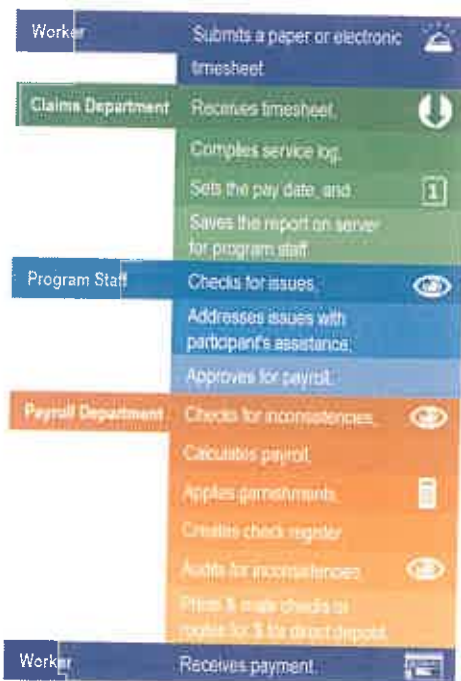 Worker
Submits a paper or electronic
timesheet
Claims Department
Receives timesheet,
Compiles service log,
Sets the pay date, and
1
Saves the report on server
for program staff
Program Staff
Checks for issues,
Addresses issues with
participant's assistance,
Approves for payroll.
Payroll Department
Checks for inconsistencies,
Calculates payroll,
Applies garnishments,
Creates check register
Audits for inconsistencies
Prints & mails checks or
routes for $ for direct deposit.
Worker
Receives payment.